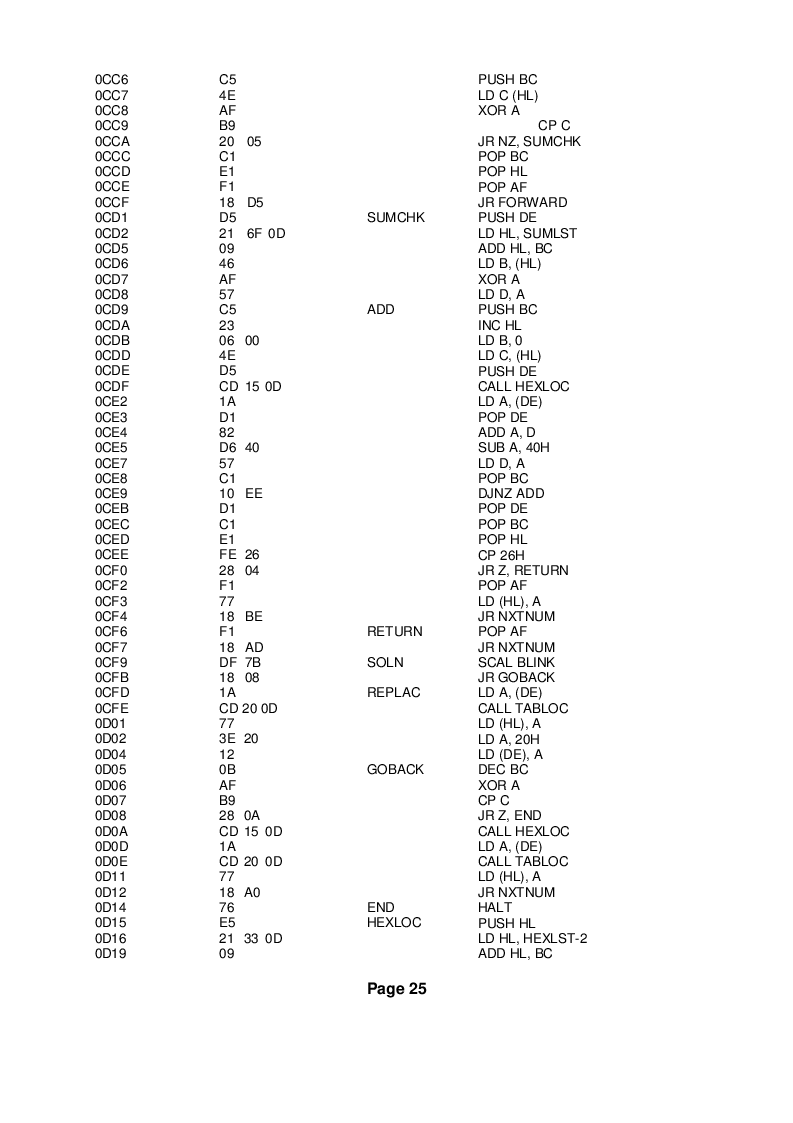 0CC6 C5 PUSH BC
0CC7 4E LD C (HL)
0CC8 AF XOR A
0CC9 B9 CP C
0CCA 20 05 JR NZ, SUMCHK
0CCC C1 POP BC
0CCD E1 POP HL
0CCE F1 POP AF
0CCF 18 D5 JR FORWARD
0CD1 D5 SUMCHK PUSH DE
0CD2 21 6F 0D LD HL, SUMLST
0CD5 09 ADD HL, BC
0CD6 46 LD B, (HL)
0CD7 AF XOR A
0CD8 57 LD D, A
0CD9 C5 ADD PUSH BC
0CDA 23 INC HL
0CDB 06 00 LD B, 0
0CDD 4E LD C, (HL)
0CDE D5 PUSH DE
0CDF CD 15 0D CALL HEXLOC
0CE2 1A LD A, (DE)
0CE3 D1 POP DE
0CE4 82 ADD A, D
0CE5 D6 40 SUB A, 40H
0CE7 57 LD D, A
0CE8 C1 POP BC
0CE9 10 EE DJNZ ADD
0CEB D1 POP DE
0CEC C1 POP BC
0CED E1 POP HL
0CEE FE 26 CP 26H
0CF0 28 04 JR Z, RETURN
0CF2 F1 POP AF
0CF3 77 LD (HL), A
0CF4 18 BE JR NXTNUM
0CF6 F1 RETURN POP AF
0CF7 18 AD JR NXTNUM
0CF9 DF 7B SOLN SCAL BLINK
0CFB 18 08 JR GOBACK
0CFD 1A REPLAC LD A, (DE)
0CFE CD 20 0D CALL TABLOC
0D01 77 LD (HL), A
0D02 3E 20 LD A, 20H
0D04 12 LD (DE), A
0D05 0B GOBACK DEC BC
0D06 AF XOR A
0D07 B9 CP C
0D08 28 0A JR Z, END
0D0A CD 15 0D CALL HEXLOC
0D0D 1A LD A, (DE)
0D0E CD 20 0D CALL TABLOC
0D11 77 LD (HL), A
0D12 18 A0 JR NXTNUM
0D14 76 END HALT
0D15 E5 HEXLOC PUSH HL
0D16 21 33 0D LD HL, HEXLST-2
0D19 09 ADD HL, BC
Page 25